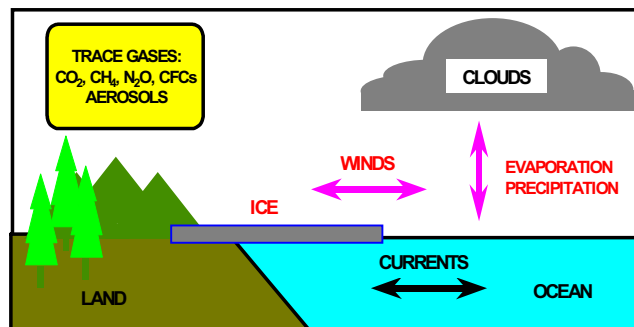 TRACE GASES:
CO₂, CH₄, N₂O, CFCs
AEROSOLS
CLOUDS
WINDS
EVAPORATION
PRECIPITATION
ICE
CURRENTS
LAND
OCEAN